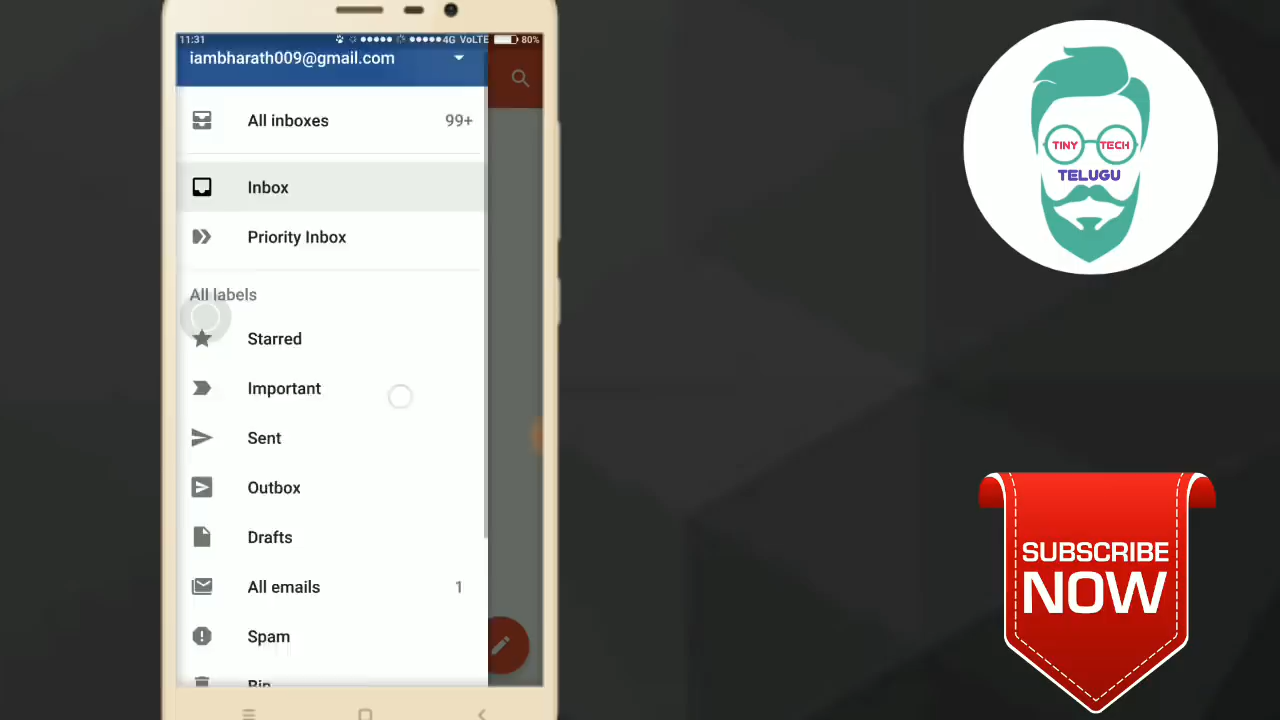 11:31
4G VoLTE
80%
iambharath009@gmail.com
All inboxes
99+
Inbox
Priority Inbox
All labels
Starred
Important
Sent
Outbox
Drafts
All emails
1
Spam
Bin
TINY TECH
TELUGU
SUBSCRIBE
NOW